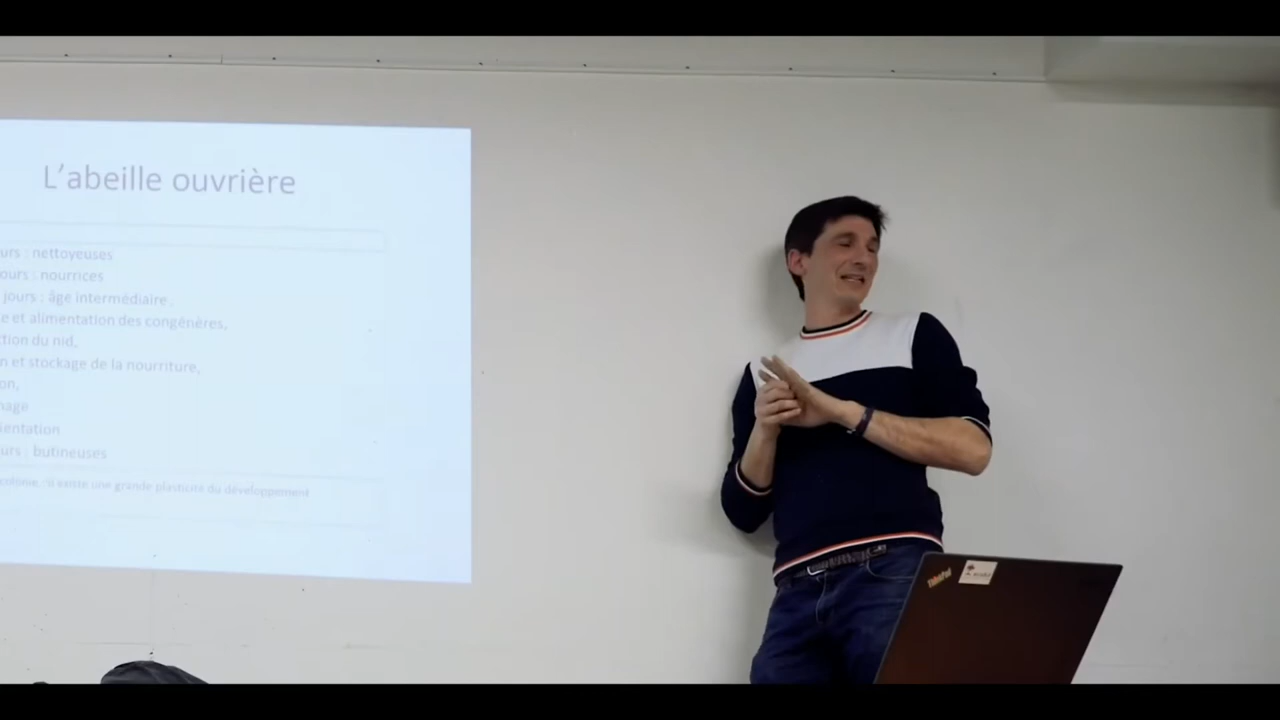 L'abeille ouvrière
urs : nettoyeuses
ours : nourrices
jours : âge intermédiaire,
e et alimentation des congénères,
tion du nid,
n et stockage de la nourriture,
on,
nage
ientation
urs : butineuses
colonie, il existe une grande plasticité du développement
ThinkPad